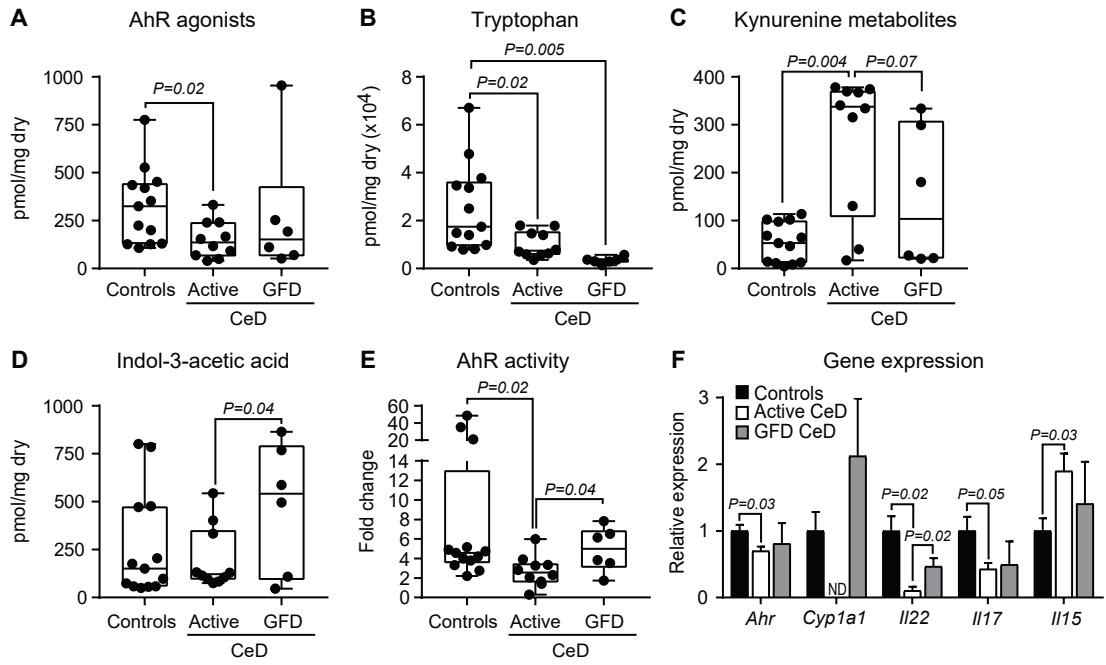 A AhR agonists
pmol/mg dry
1000
750
500
250
0
P=0.02
Controls Active GFD
CeD
B Tryptophan
pmol/mg dry (x10⁴)
8
6
4
2
0
P=0.005
P=0.02
Controls Active GFD
CeD
C Kynurenine metabolites
pmol/mg dry
400
300
200
100
0
P=0.004 P=0.07
Controls Active GFD
CeD
D Indol-3-acetic acid
pmol/mg dry
1000
750
500
250
0
P=0.04
Controls Active GFD
CeD
E AhR activity
Fold change
60
40
20
14
12
10
8
6
4
2
0
P=0.02
P=0.04
Controls Active GFD
CeD
F Gene expression
Relative expression
3
2
1
0
Controls
Active CeD
GFD CeD
P=0.03
ND
P=0.02
P=0.02
P=0.05
P=0.03
Ahr Cyp1a1 Il22 Il17 Il15